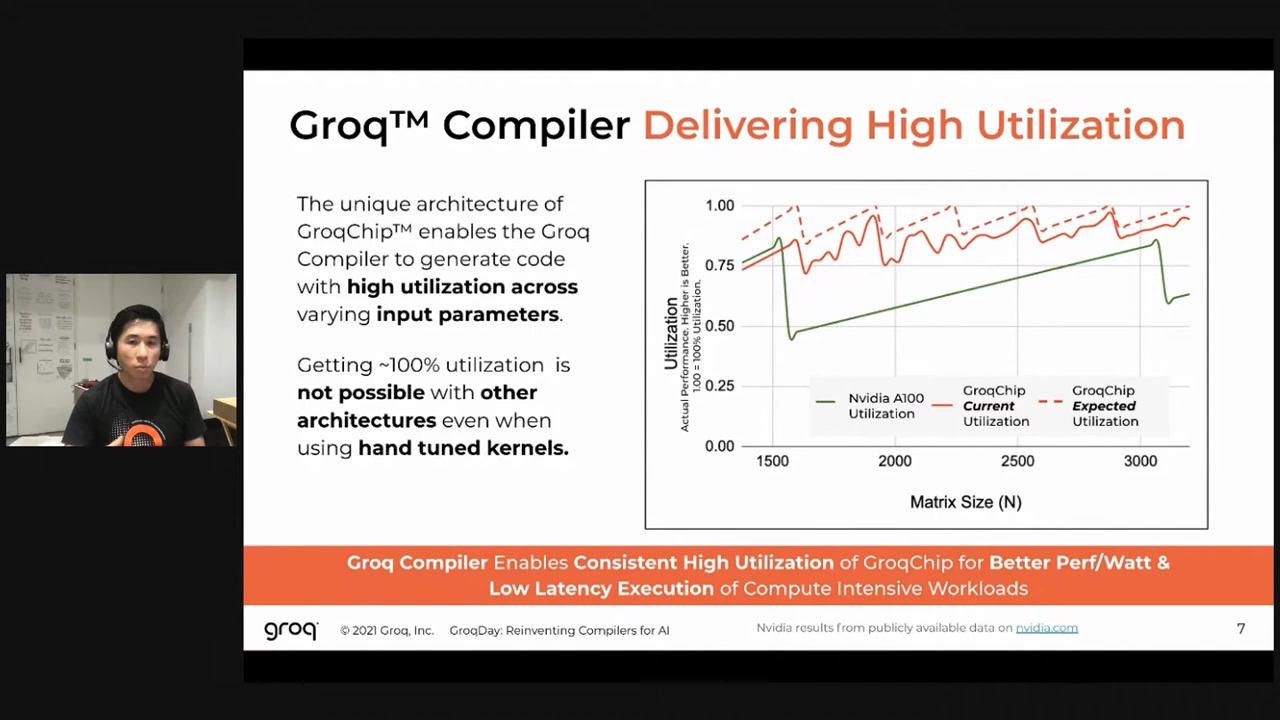 Groq™ Compiler Delivering High Utilization
The unique architecture of
GroqChip™ enables the Groq
Compiler to generate code
with high utilization across
varying input parameters.
Getting ~100% utilization is
not possible with other
architectures even when
using hand tuned kernels.
Utilization
Actual Performance. Higher is Better.
1.00 = 100% Utilization.
1.00
0.75
0.50
0.25
0.00
1500
2000
2500
3000
Matrix Size (N)
Nvidia A100
Utilization
GroqChip
Current
Utilization
GroqChip
Expected
Utilization
Groq Compiler Enables Consistent High Utilization of GroqChip for Better Perf/Watt &
Low Latency Execution of Compute Intensive Workloads
groq
© 2021 Groq, Inc.
GroqDay: Reinventing Compilers for AI
Nvidia results from publicly available data on nvidia.com
7